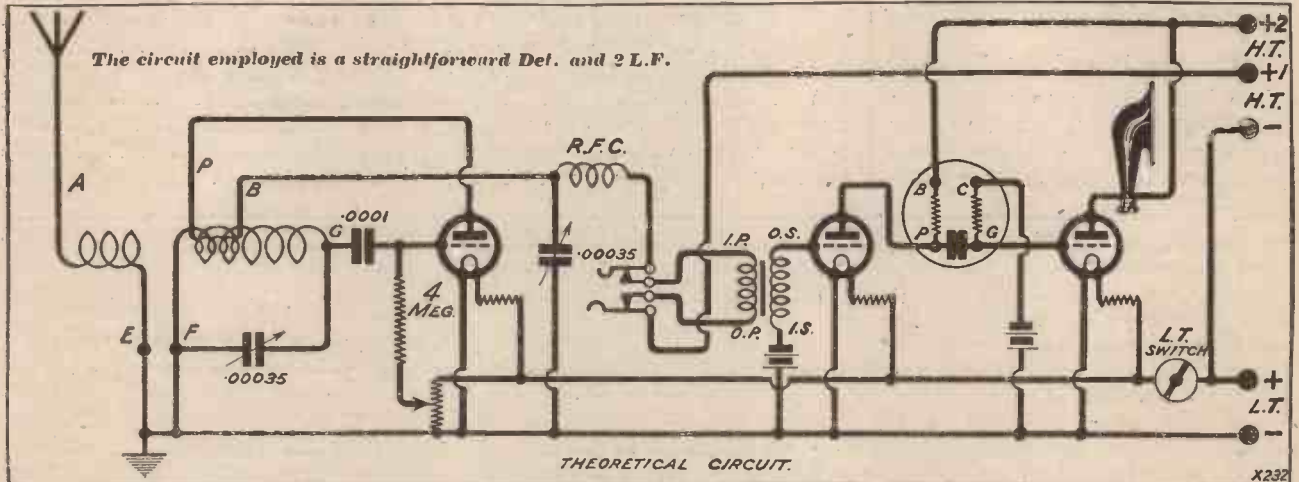 The circuit employed is a straightforward Det. and 2 L.F.
+2
H.T.
+1
H.T.
-
P
R.F.C.
A
B
B
C
.0001
G
.00035
I.P.
O.S.
P
G
4
MEG.
E
F
O.P.
I.S.
L.T.
SWITCH
.00035
+
L.T.
-
THEORETICAL CIRCUIT.
X232